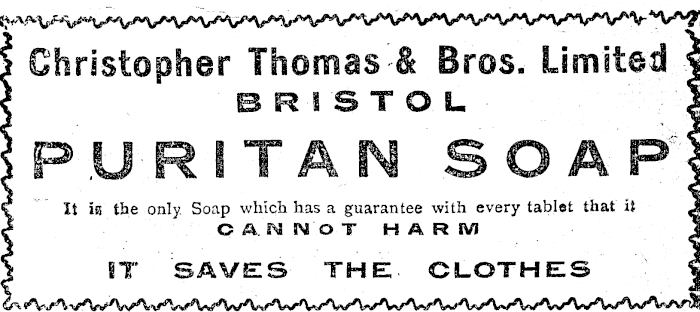 Christopher Thomas & Bros. Limited
BRISTOL
PURITAN SOAP
It is the only Soap which has a guarantee with every tablet that it
CANNOT HARM
IT SAVES THE CLOTHES